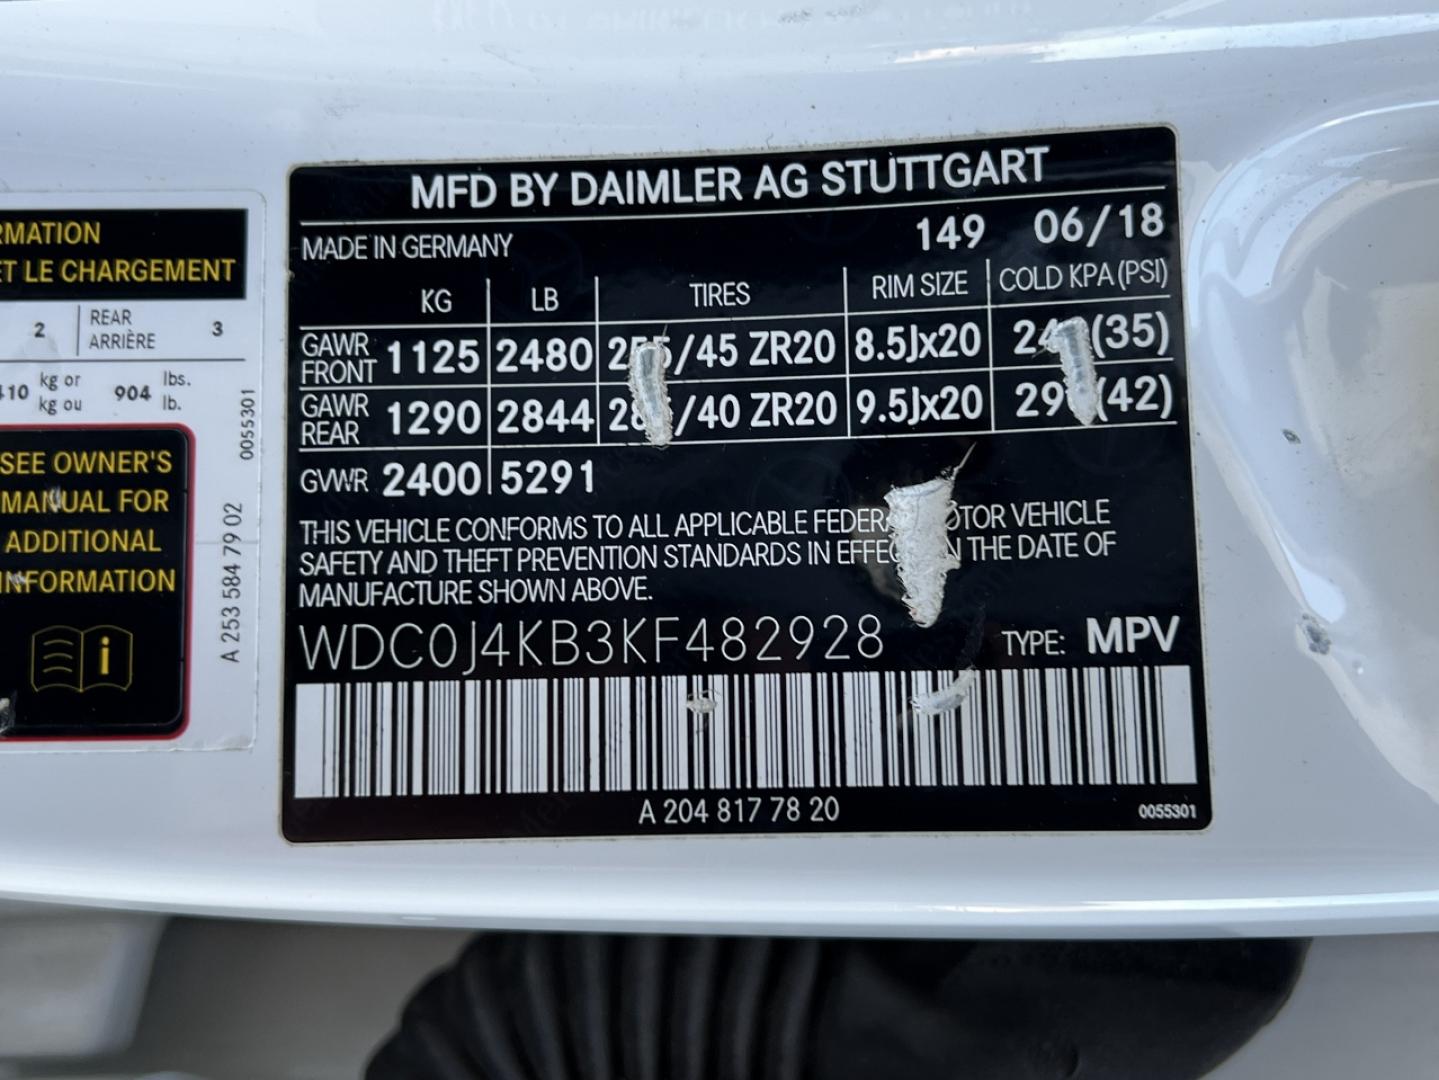 RMATION
ET LE CHARGEMENT
2 REAR ARRIÈRE 3
kg or kg ou 904 lbs. lb.
0055301
SEE OWNER'S
MANUAL FOR
ADDITIONAL
INFORMATION
i
A 253 584 79 02
MFD BY DAIMLER AG STUTTGART
MADE IN GERMANY 149 06/18
KG LB TIRES RIM SIZE COLD KPA (PSI)
GAWR FRONT 1125 2480 /45 ZR20 8.5Jx20 (35)
GAWR REAR 1290 2844 /40 ZR20 9.5Jx20 (42)
GVWR 2400 5291
THIS VEHICLE CONFORMS TO ALL APPLICABLE VEHICLE
SAFETY AND THEFT PREVENTION STANDARDS IN THE DATE OF
MANUFACTURE SHOWN ABOVE.
WDC0J4KB3KF482928 TYPE: MPV
A 204 817 78 20 0055301